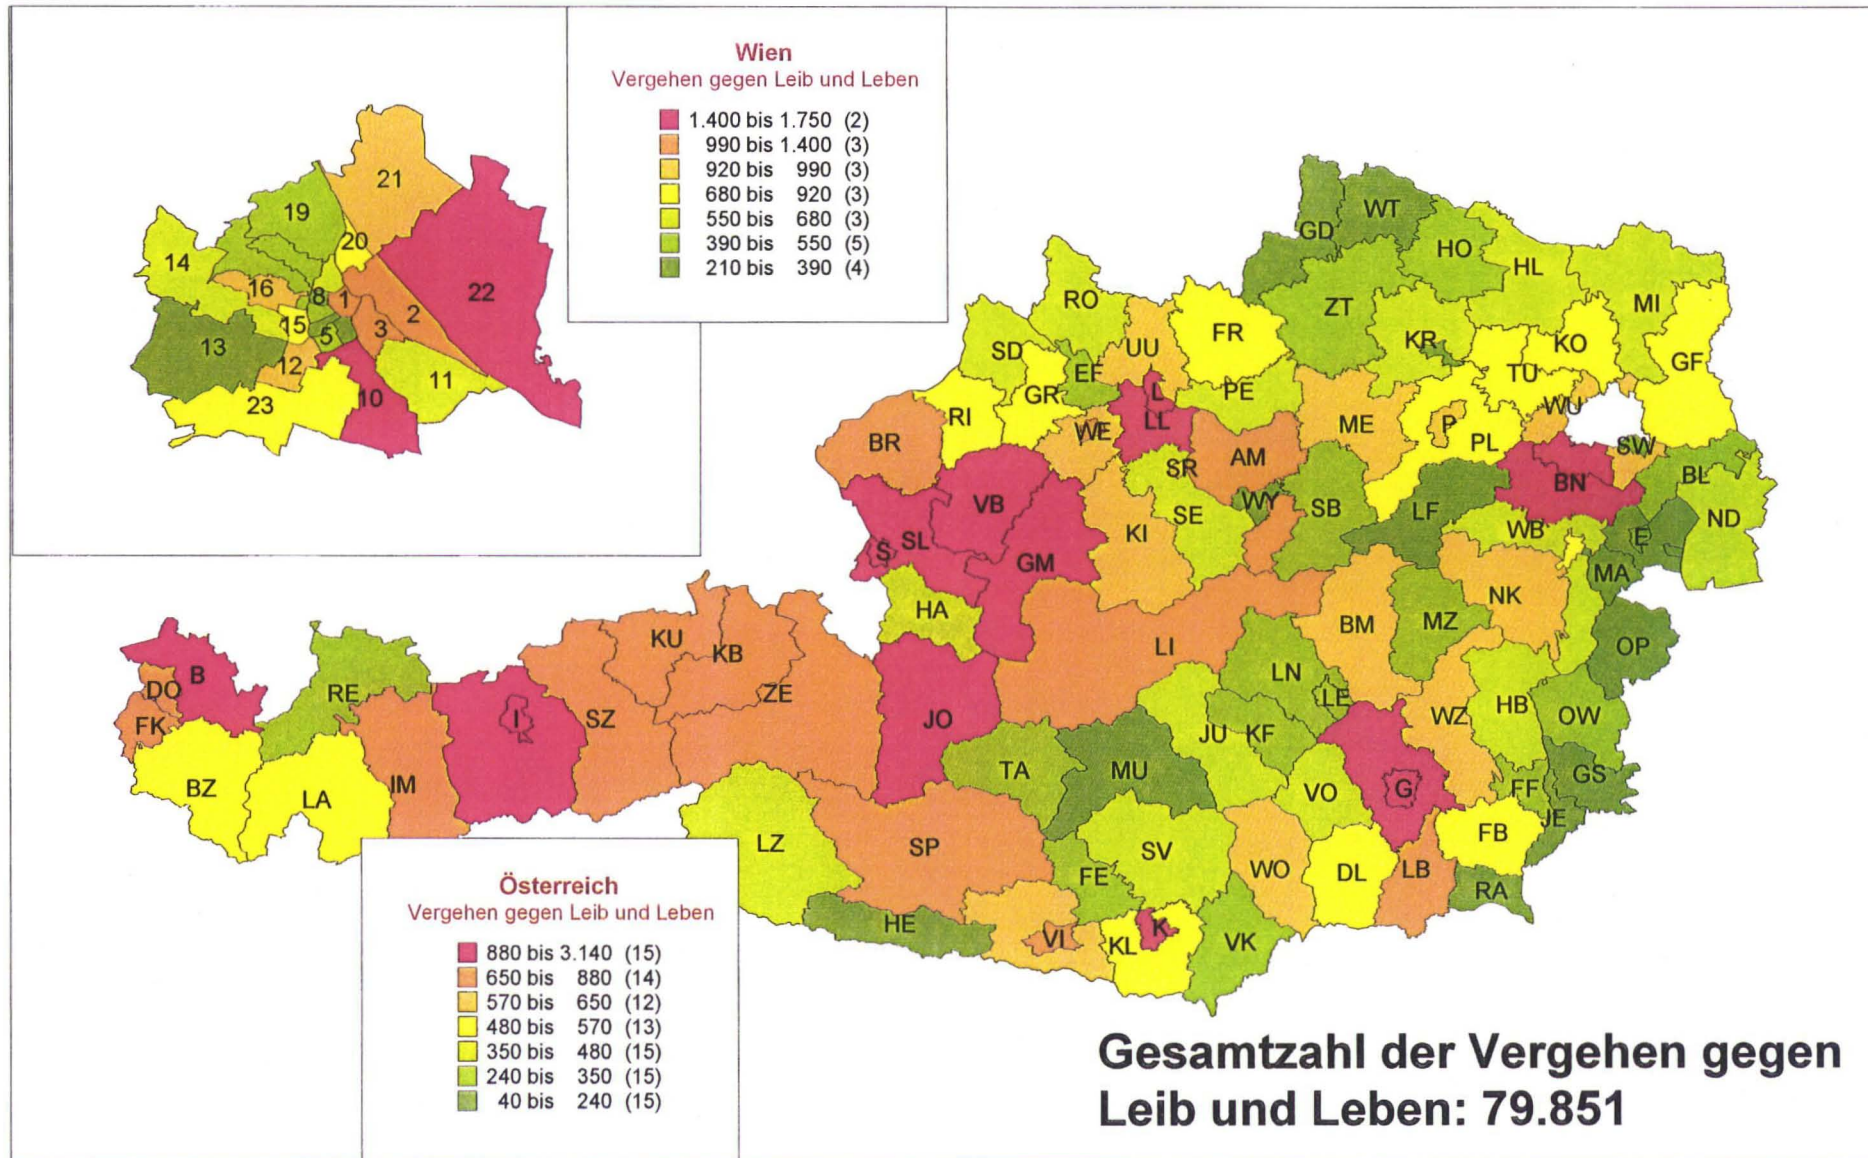 Wien
Vergehen gegen Leib und Leben
1.400 bis 1.750 (2)
990 bis 1.400 (3)
920 bis 990 (3)
680 bis 920 (3)
550 bis 680 (3)
390 bis 550 (5)
210 bis 390 (4)
21
19
20
14
22
16
8
1
2
15
3
5
13
12
11
10
23
WT
GD
HO
HL
RO
MI
ZT
FR
UU
KR
KO
SD
GF
EF
TU
GR
PE
L
WU
RI
LL
ME
P
WE
BR
PL
SW
AM
SR
BL
BN
WY
VB
SB
LF
SE
ND
WB
KI
E
SL
S
GM
MA
NK
HA
MZ
BM
OP
KU
LI
KB
B
LN
DO
RE
ZE
LE
HB
OW
I
SZ
JO
WZ
FK
JU
KF
TA
MU
GS
BZ
IM
VO
G
FF
LA
JE
FB
LZ
SP
SV
WO
DL
LB
FE
RA
HE
K
VI
KL
VK
Österreich
Vergehen gegen Leib und Leben
880 bis 3.140 (15)
650 bis 880 (14)
570 bis 650 (12)
480 bis 570 (13)
350 bis 480 (15)
240 bis 350 (15)
40 bis 240 (15)
Gesamtzahl der Vergehen gegen
Leib und Leben: 79.851